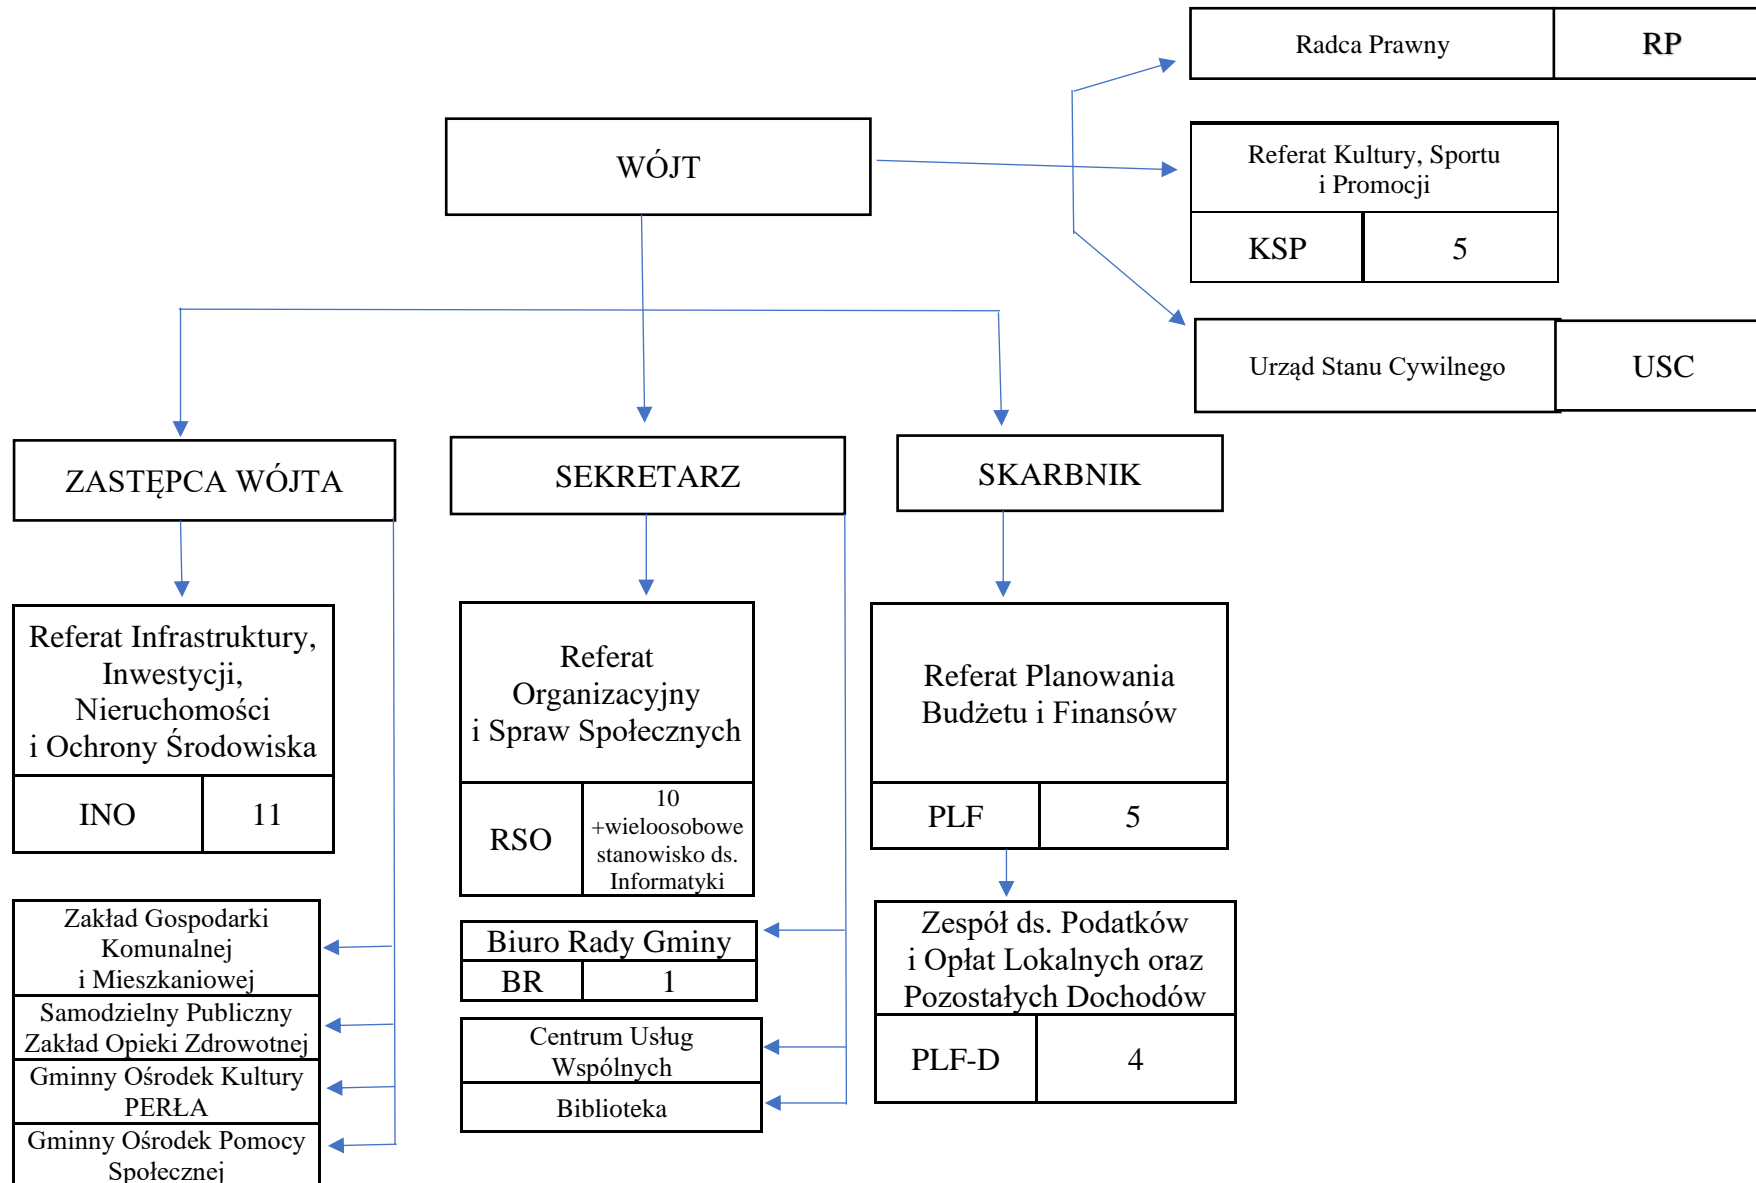 Radca Prawny
RP
WÓJT
Referat Kultury, Sportu
i Promocji
KSP
5
Urząd Stanu Cywilnego
USC
ZASTĘPCA WÓJTA
SEKRETARZ
SKARBNIK
Referat Infrastruktury,
Inwestycji,
Nieruchomości
i Ochrony Środowiska
INO
11
Referat
Organizacyjny
i Spraw Społecznych
RSO
10
+wieloosobowe
stanowisko ds.
Informatyki
Referat Planowania
Budżetu i Finansów
PLF
5
Zakład Gospodarki
Komunalnej
i Mieszkaniowej
Samodzielny Publiczny
Zakład Opieki Zdrowotnej
Gminny Ośrodek Kultury
PERŁA
Gminny Ośrodek Pomocy
Społecznej
Biuro Rady Gminy
BR
1
Centrum Usług
Wspólnych
Biblioteka
Zespół ds. Podatków
i Opłat Lokalnych oraz
Pozostałych Dochodów
PLF-D
4